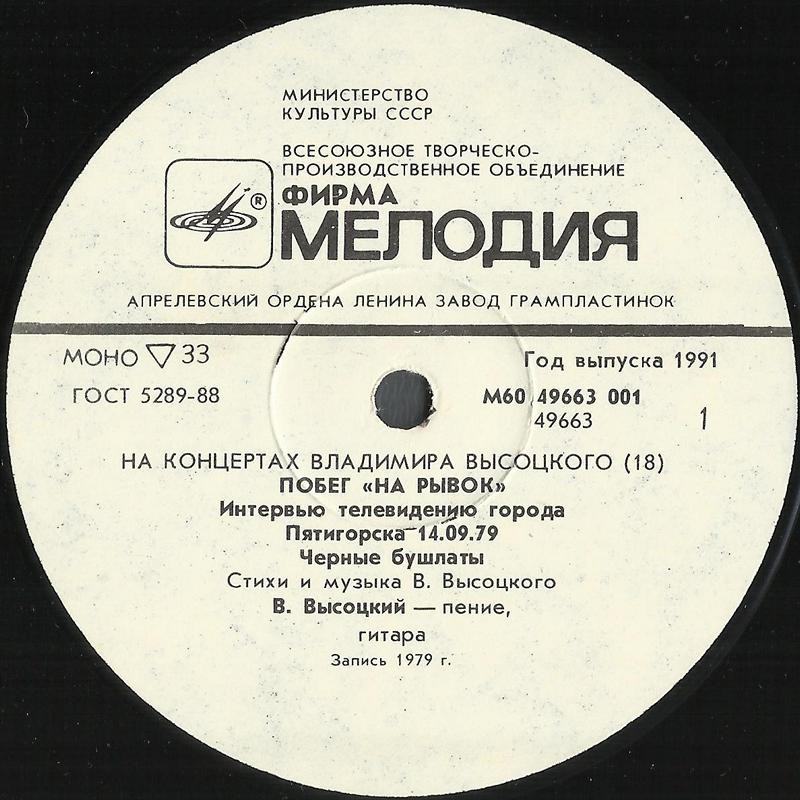 МИНИСТЕРСТВО
КУЛЬТУРЫ СССР
ВСЕСОЮЗНОЕ ТВОРЧЕСКО-
ПРОИЗВОДСТВЕННОЕ ОБЪЕДИНЕНИЕ
®
ФИРМА
МЕЛОДИЯ
АПРЕЛЕВСКИЙ ОРДЕНА ЛЕНИНА ЗАВОД ГРАМПЛАСТИНОК
МОНО ▽ 33
Год выпуска 1991
ГОСТ 5289-88
М60 49663 001
49663
1
НА КОНЦЕРТАХ ВЛАДИМИРА ВЫСОЦКОГО (18)
ПОБЕГ «НА РЫВОК»
Интервью телевидению города
Пятигорска 14.09.79
Черные бушлаты
Стихи и музыка В. Высоцкого
В. Высоцкий — пение,
гитара
Запись 1979 г.